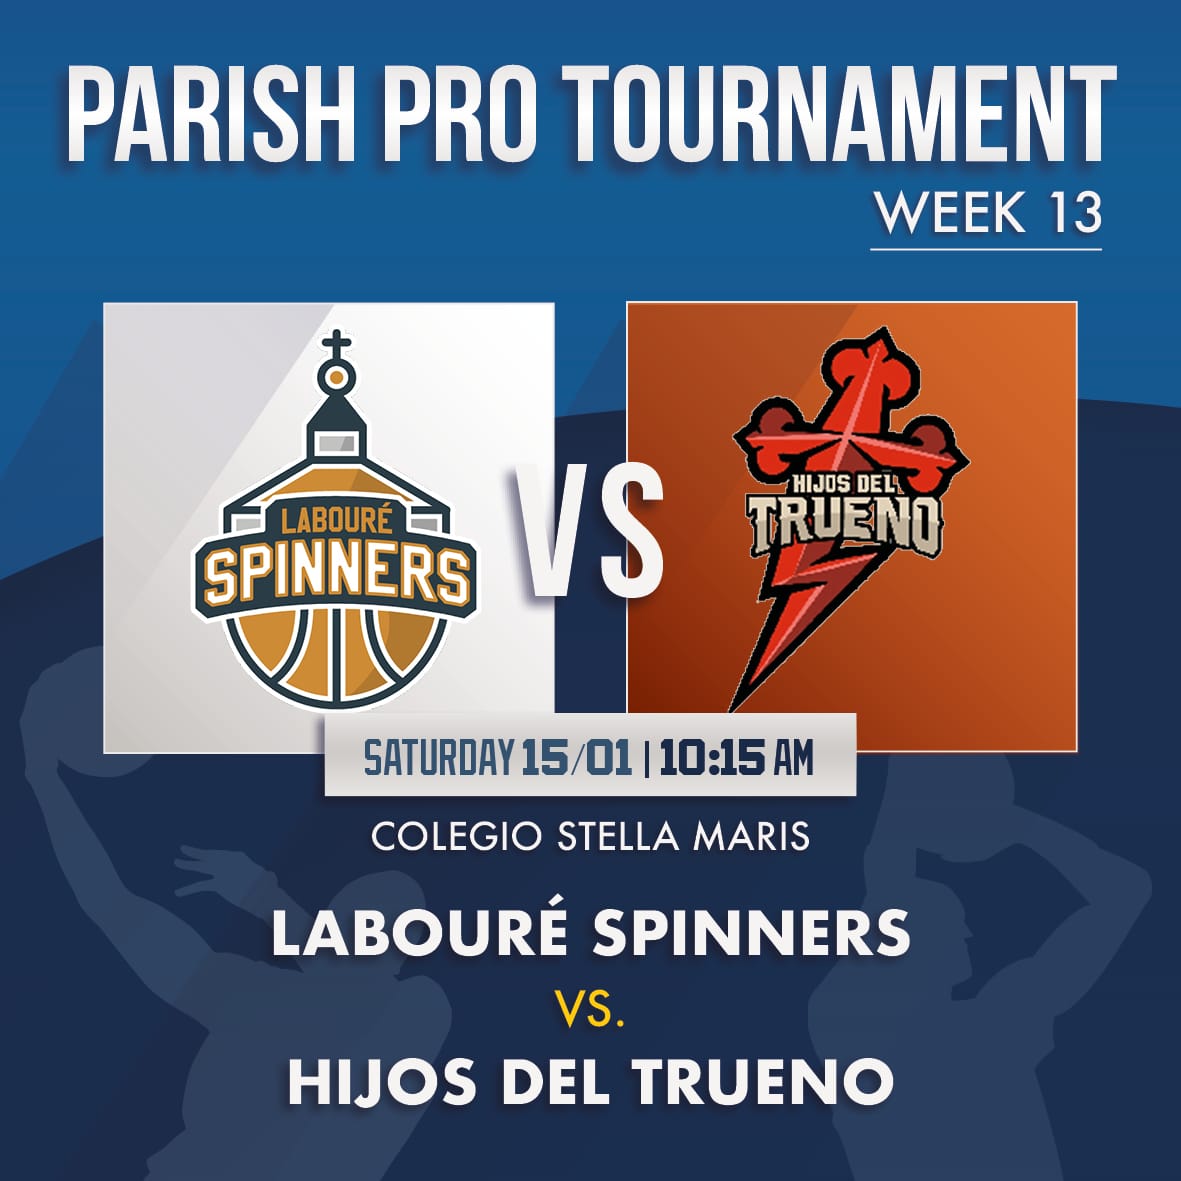 PARISH PRO TOURNAMENT
WEEK 13
LABOURÉ
SPINNERS
VS
HIJOS DEL
TRUENO
SATURDAY 15/01 | 10:15 AM
COLEGIO STELLA MARIS
LABOURÉ SPINNERS
VS.
HIJOS DEL TRUENO